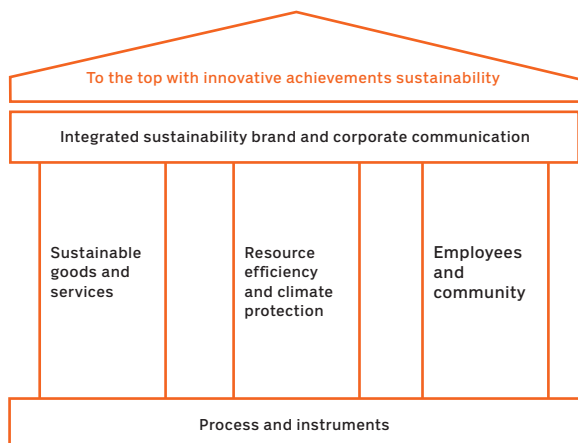 To the top with innovative achievements sustainability
Integrated sustainability brand and corporate communication
Sustainable
goods and
services
Resource
efficiency
and climate
protection
Employees
and
community
Process and instruments